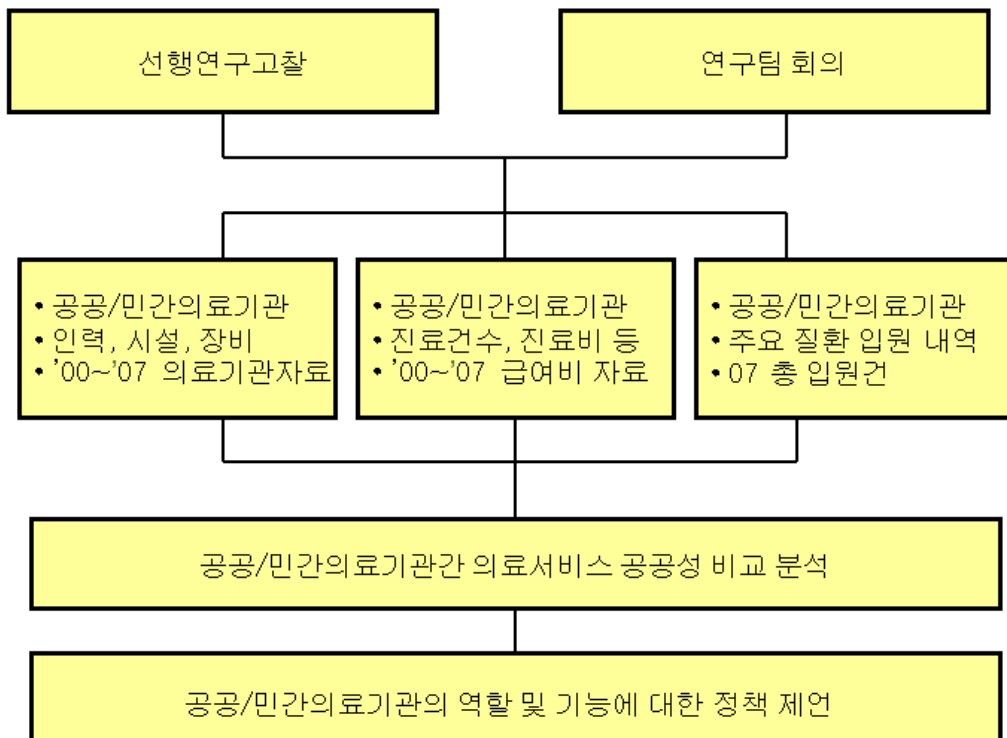 선행연구고찰
연구팀 회의
• 공공/민간의료기관
• 인력, 시설, 장비
• '00~'07 의료기관자료
• 공공/민간의료기관
• 진료건수, 진료비 등
• '00~'07 급여비 자료
• 공공/민간의료기관
• 주요 질환 입원 내역
• 07 총 입원건
공공/민간의료기관간 의료서비스 공공성 비교 분석
공공/민간의료기관의 역할 및 기능에 대한 정책 제언